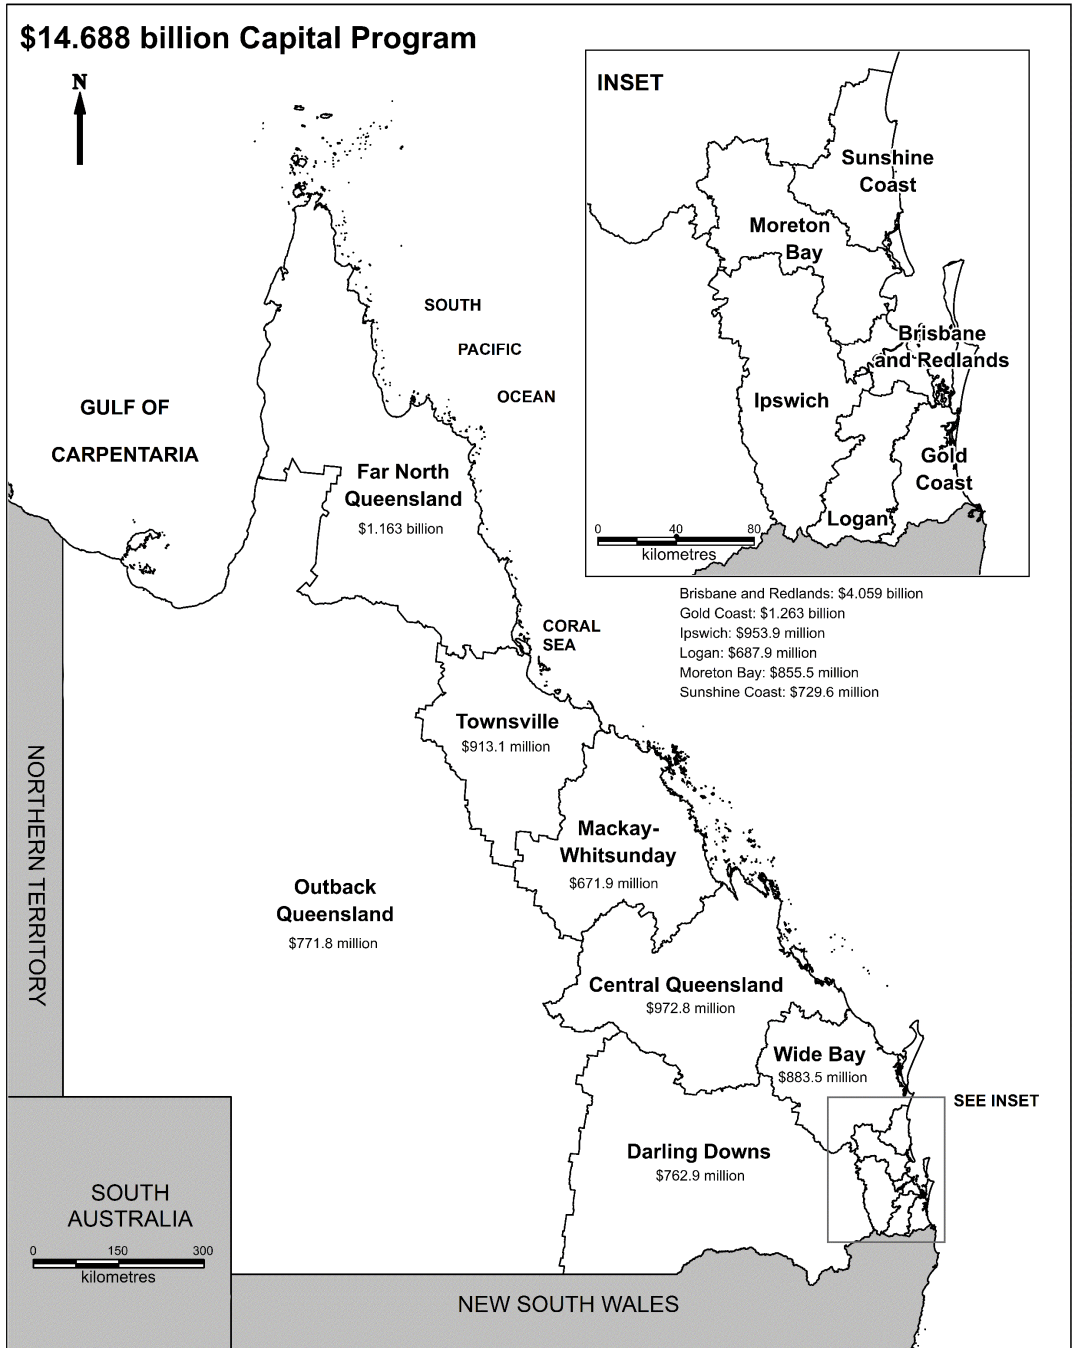 $14.688 billion Capital Program
N
INSET
Sunshine
Coast
Moreton
Bay
Brisbane
and Redlands
Ipswich
Gold
Coast
Logan
0 40 80
kilometres
SOUTH
PACIFIC
OCEAN
GULF OF
CARPENTARIA
Far North
Queensland
$1.163 billion
Brisbane and Redlands: $4.059 billion
Gold Coast: $1.263 billion
Ipswich: $953.9 million
Logan: $687.9 million
Moreton Bay: $855.5 million
Sunshine Coast: $729.6 million
CORAL
SEA
Townsville
$913.1 million
NORTHERN TERRITORY
Mackay-
Whitsunday
$671.9 million
Outback
Queensland
$771.8 million
Central Queensland
$972.8 million
Wide Bay
$883.5 million
SEE INSET
Darling Downs
$762.9 million
SOUTH
AUSTRALIA
0 150 300
kilometres
NEW SOUTH WALES